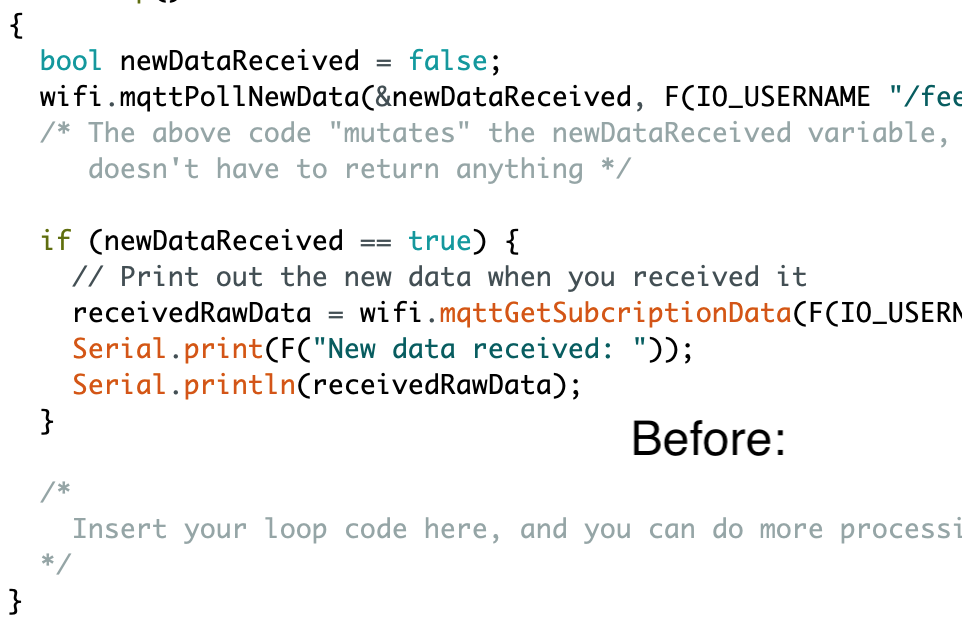 {
  bool newDataReceived = false;
  wifi.mqttPollNewData(&newDataReceived, F(IO_USERNAME "/fee
  /* The above code "mutates" the newDataReceived variable,
     doesn't have to return anything */
  if (newDataReceived == true) {
    // Print out the new data when you received it
    receivedRawData = wifi.mqttGetSubcriptionData(F(IO_USERN
    Serial.print(F("New data received: "));
    Serial.println(receivedRawData);
  }
Before:
  /*
    Insert your loop code here, and you can do more processi
  */
}